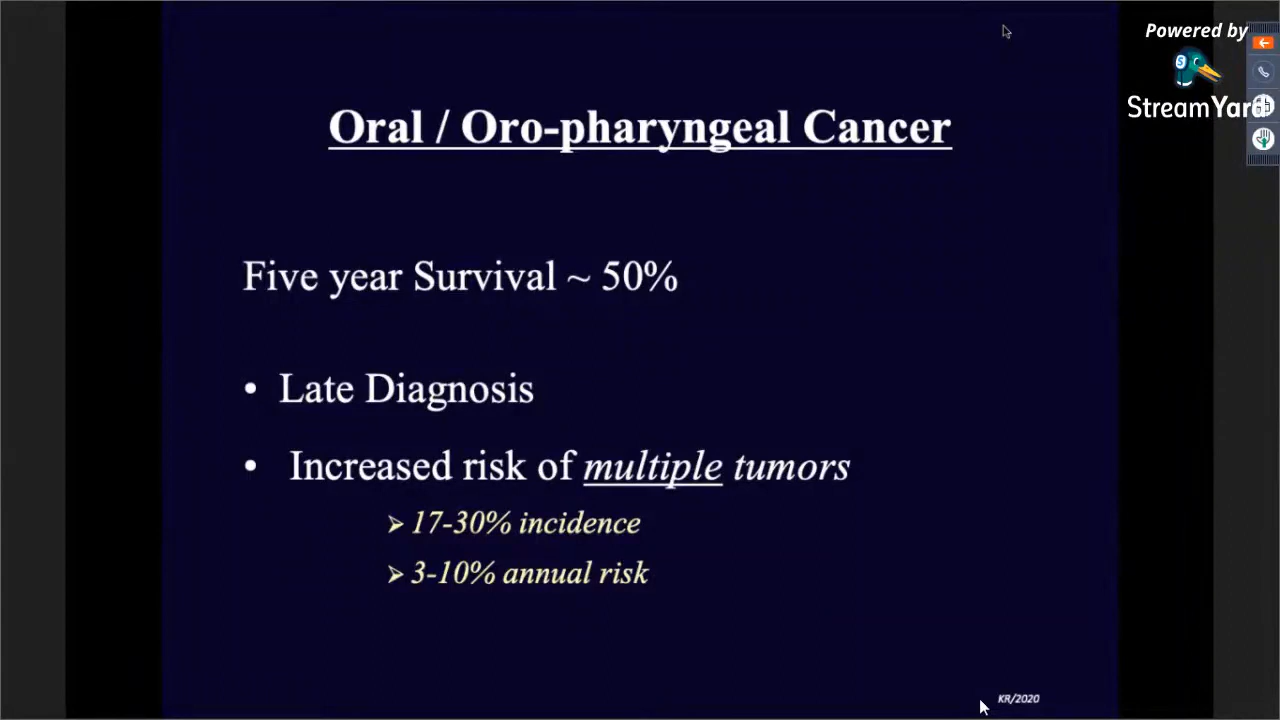 Powered by
StreamYard
Oral / Oro-pharyngeal Cancer
Five year Survival ~ 50%
• Late Diagnosis
• Increased risk of multiple tumors
➢ 17-30% incidence
➢ 3-10% annual risk
KR/2020